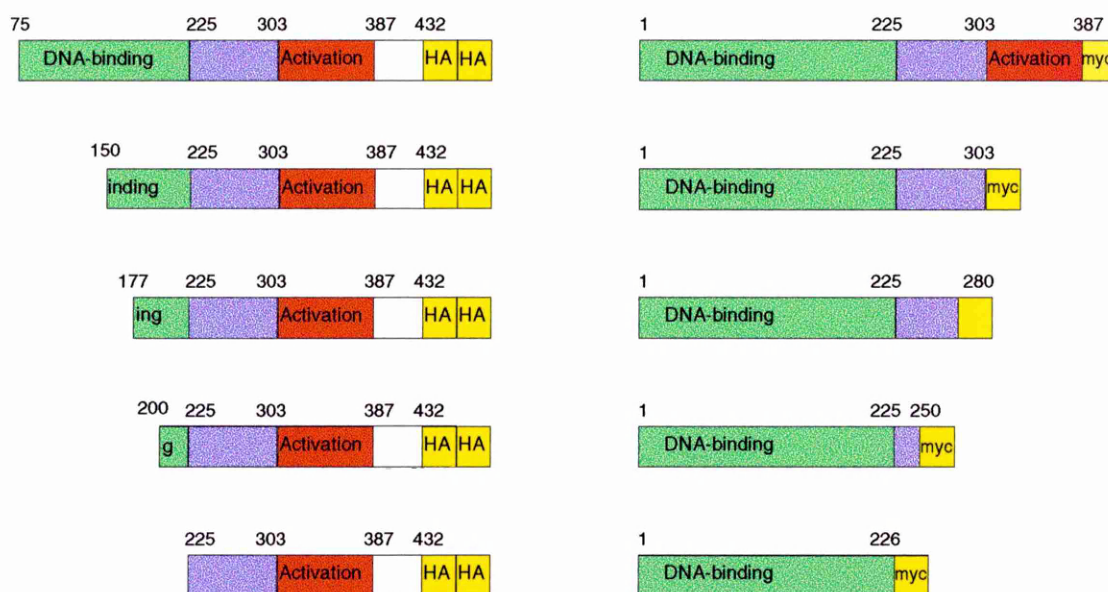 75 225 303 387 432
DNA-binding Activation HA HA
1 225 303 387
DNA-binding Activation myc
150 225 303 387 432
inding Activation HA HA
1 225 303
DNA-binding myc
177 225 303 387 432
ing Activation HA HA
1 225 280
DNA-binding
200 225 303 387 432
g Activation HA HA
1 225 250
DNA-binding myc
225 303 387 432
Activation HA HA
1 226
DNA-binding myc